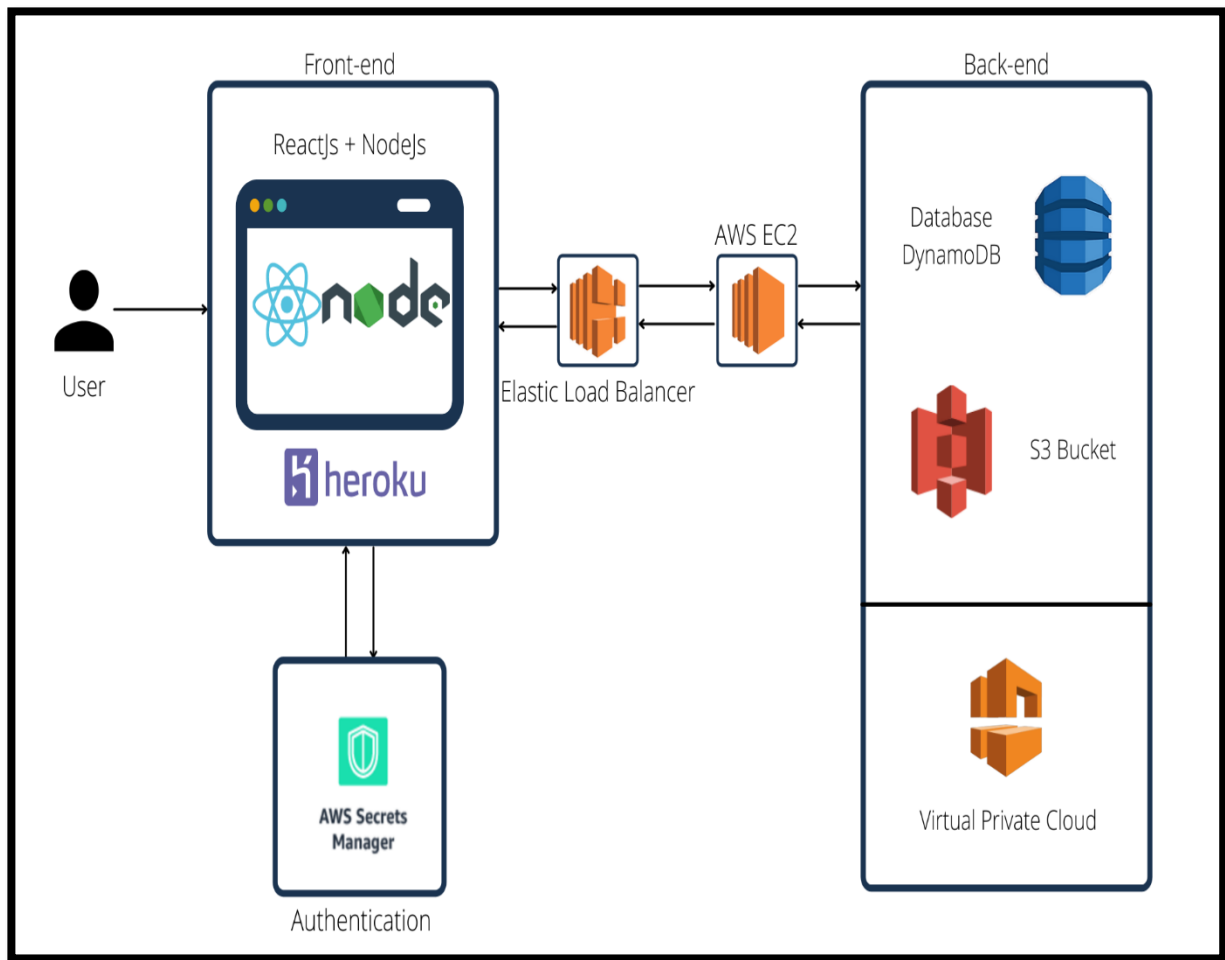 Front-end
Back-end
ReactJs + NodeJs
node
heroku
User
Elastic Load Balancer
AWS EC2
Database
DynamoDB
S3 Bucket
Virtual Private Cloud
AWS Secrets
Manager
Authentication